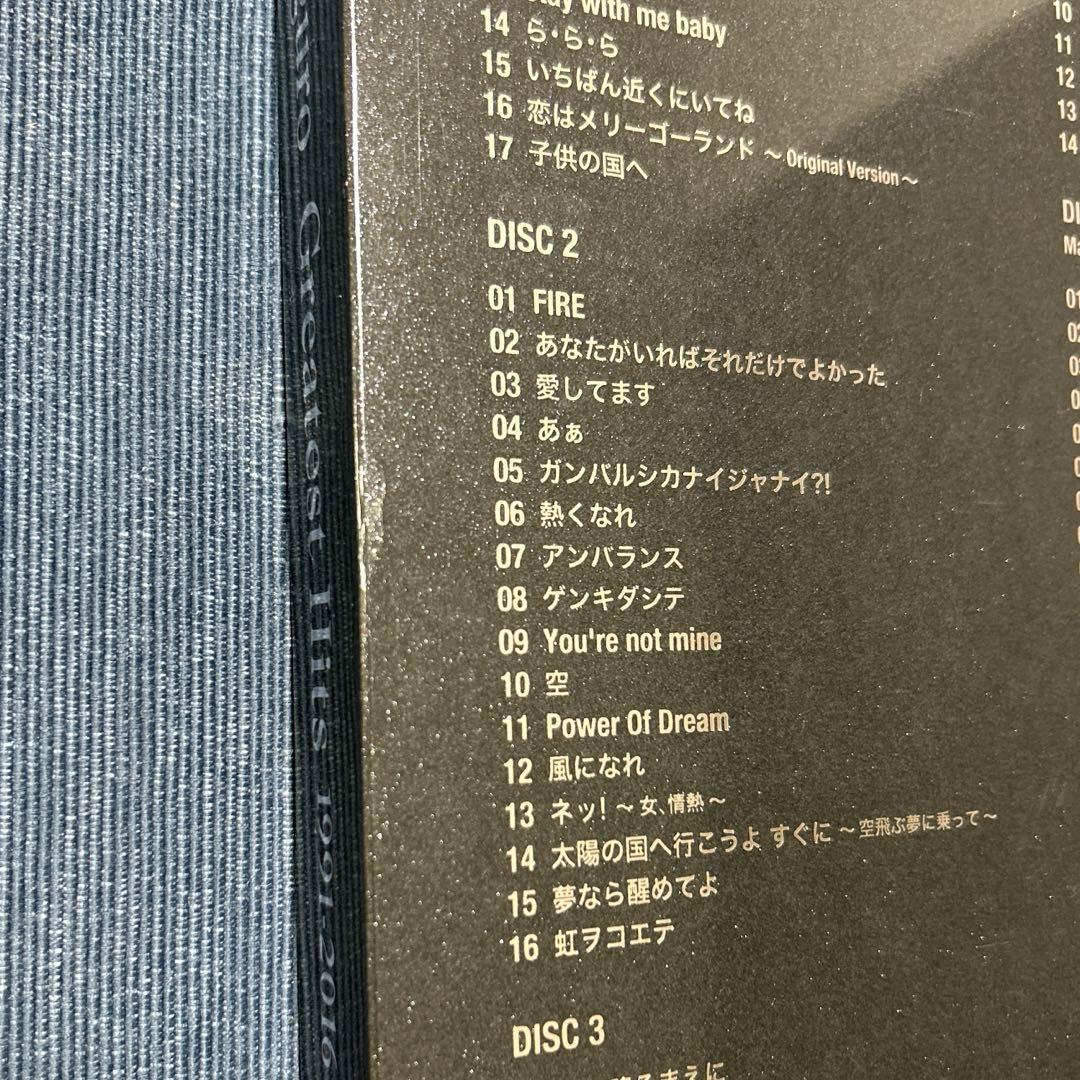 with me baby
14 ら・ら・ら
15 いちばん近くにいてね
16 恋はメリーゴーランド ～Original Version～
17 子供の国へ
DISC 2
01 FIRE
02 あなたがいればそれだけでよかった
03 愛してます
04 あぁ
05 ガンバルシカナイジャナイ?!
06 熱くなれ
07 アンバランス
08 ゲンキダシテ
09 You're not mine
10 空
11 Power Of Dream
12 風になれ
13 ネッ! ～女、情熱～
14 太陽の国へ行こうよ すぐに ～空飛ぶ夢に乗って～
15 夢なら醒めてよ
16 虹ヲコエテ
DISC 3
まえに
10
11
12
13
14
01
Greatest Hits 1991-2016